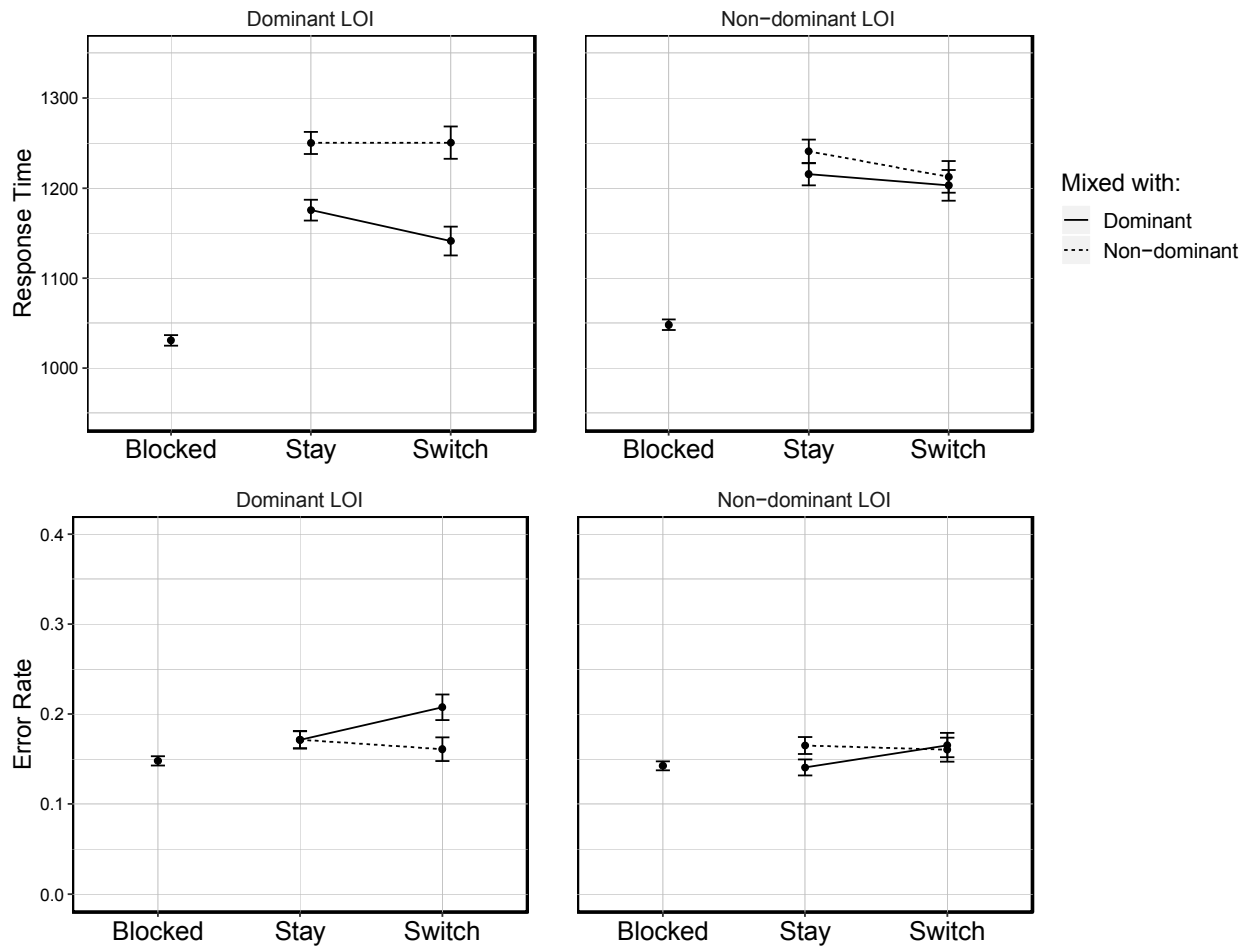 Dominant LOI
Non−dominant LOI
Response Time
1300
1200
1100
1000
Blocked Stay Switch
Blocked Stay Switch
Mixed with:
Dominant
Non−dominant
Dominant LOI
Non−dominant LOI
Error Rate
0.4
0.3
0.2
0.1
0.0
Blocked Stay Switch
Blocked Stay Switch